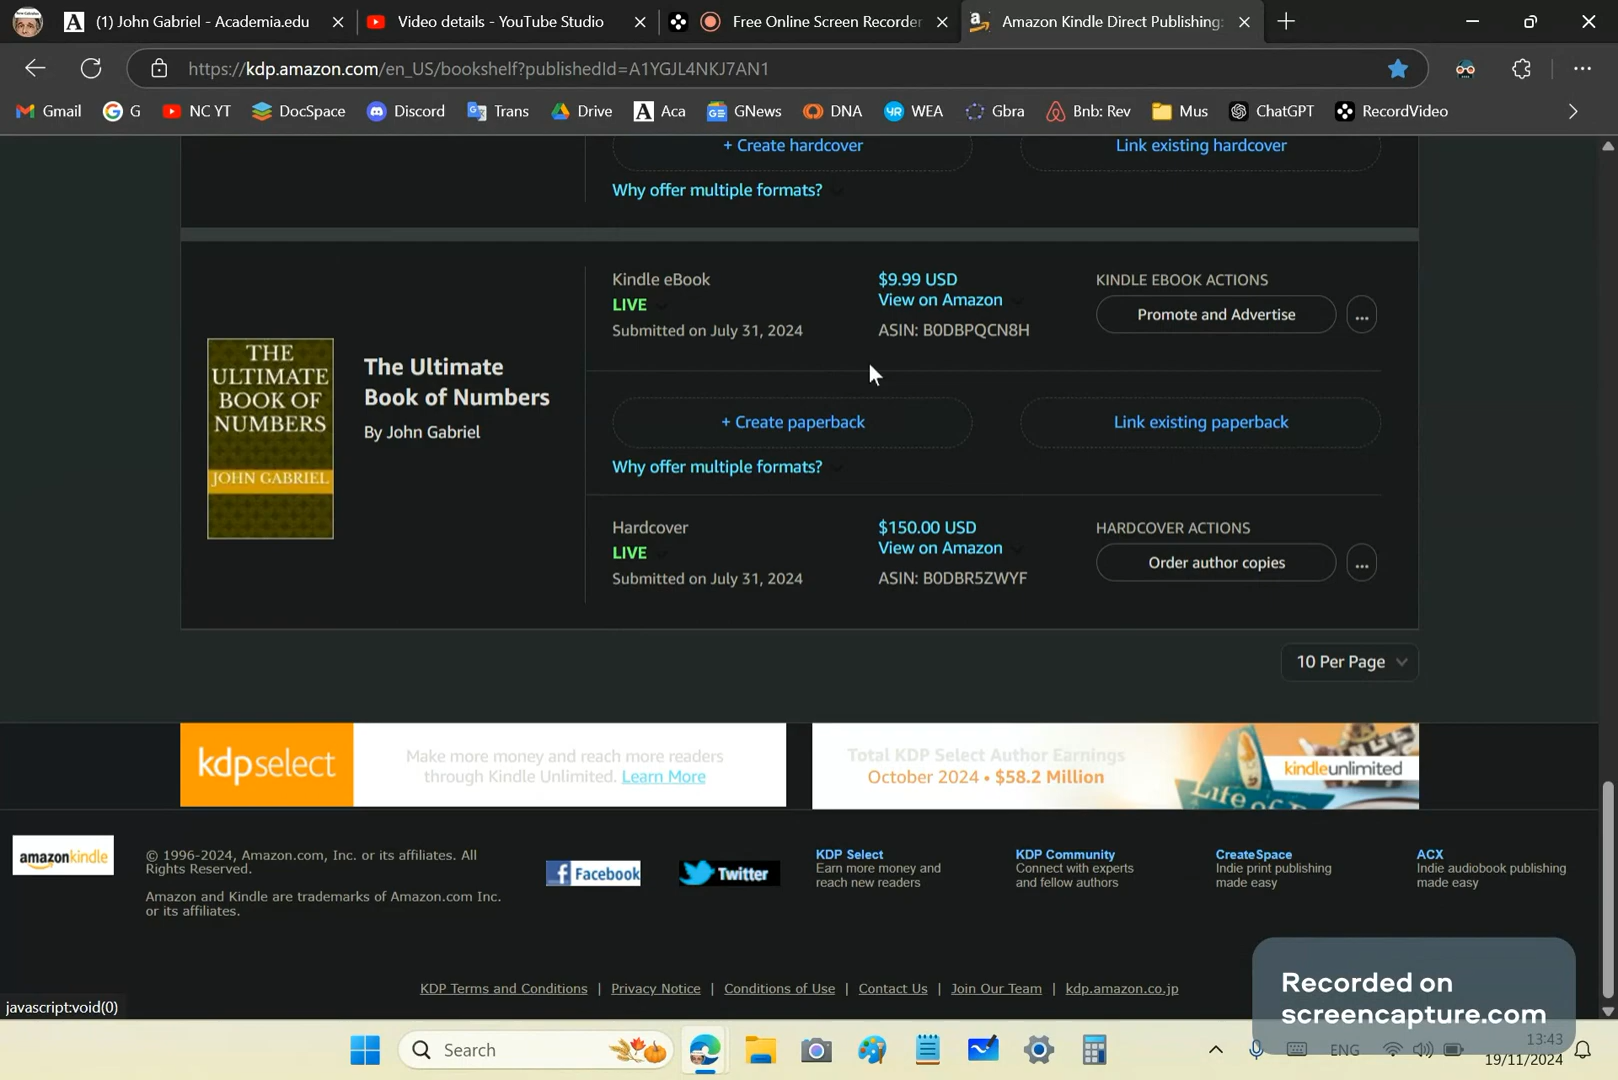 (1) John Gabriel - Academia.edu
Video details - YouTube Studio
Free Online Screen Recorder
Amazon Kindle Direct Publishing:
https://kdp.amazon.com/en_US/bookshelf?publishedId=A1YGJL4NKJ7AN1
Gmail G NC YT DocSpace Discord Trans Drive Aca GNews DNA WEA Gbra Bnb: Rev Mus ChatGPT RecordVideo
+ Create hardcover
Link existing hardcover
Why offer multiple formats?
THE
ULTIMATE
BOOK OF
NUMBERS
JOHN GABRIEL
The Ultimate
Book of Numbers
By John Gabriel
Kindle eBook
LIVE
Submitted on July 31, 2024
$9.99 USD
View on Amazon
ASIN: B0DBPQCN8H
KINDLE EBOOK ACTIONS
Promote and Advertise
...
+ Create paperback
Link existing paperback
Why offer multiple formats?
Hardcover
LIVE
Submitted on July 31, 2024
$150.00 USD
View on Amazon
ASIN: B0DBR5ZWYF
HARDCOVER ACTIONS
Order author copies
...
10 Per Page
kdpselect
Make more money and reach more readers
through Kindle Unlimited. Learn More
Total KDP Select Author Earnings
October 2024 • $58.2 Million
kindleunlimited
amazonkindle
© 1996-2024, Amazon.com, Inc. or its affiliates. All
Rights Reserved.
Amazon and Kindle are trademarks of Amazon.com Inc.
or its affiliates.
Facebook
Twitter
KDP Select
Earn more money and
reach new readers
KDP Community
Connect with experts
and fellow authors
CreateSpace
Indie print publishing
made easy
ACX
Indie audiobook publishing
made easy
KDP Terms and Conditions | Privacy Notice | Conditions of Use | Contact Us | Join Our Team | kdp.amazon.co.jp
Recorded on
screencapture.com
javascript:void(0)
Search
ENG
13:43
19/11/2024